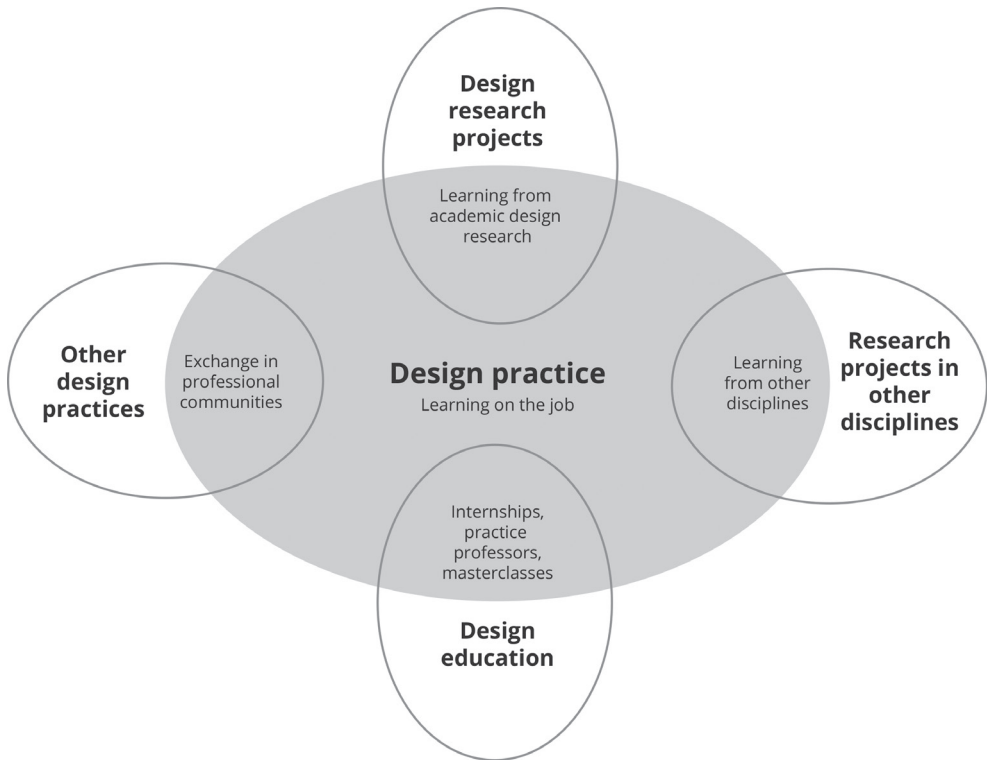 Design
research
projects
Learning from
academic design
research
Other
design
practices
Exchange in
professional
communities
Design practice
Learning on the job
Learning
from other
disciplines
Research
projects in
other
disciplines
Internships,
practice
professors,
masterclasses
Design
education